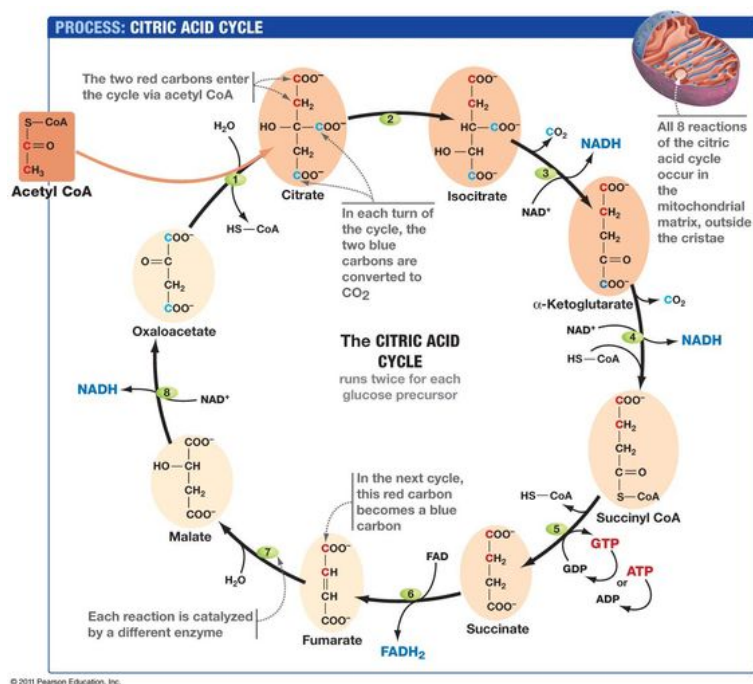 PROCESS: CITRIC ACID CYCLE
The two red carbons enter
the cycle via acetyl CoA
S—CoA
C=O
CH₃
Acetyl CoA
H₂O
1
HS—CoA
COO⁻
CH₂
HO—C—COO⁻
CH₂
COO⁻
Citrate
2
COO⁻
CH₂
HC—COO⁻
HO—CH
COO⁻
Isocitrate
CO₂
3
NADH
NAD⁺
All 8 reactions
of the citric
acid cycle
occur in
the
mitochondrial
matrix, outside
the cristae
In each turn of
the cycle, the
two blue
carbons are
converted to
CO₂
COO⁻
CH₂
CH₂
C=O
COO⁻
α-Ketoglutarate
CO₂
NAD⁺
4
NADH
HS—CoA
COO⁻
O=C
CH₂
COO⁻
Oxaloacetate
The CITRIC ACID
CYCLE
runs twice for each
glucose precursor
NADH
8
NAD⁺
COO⁻
CH₂
CH₂
C=O
S—CoA
Succinyl CoA
HS—CoA
5
GTP
GDP
or
ATP
ADP
COO⁻
HO—CH
CH₂
COO⁻
Malate
In the next cycle,
this red carbon
becomes a blue
carbon
7
H₂O
Each reaction is catalyzed
by a different enzyme
COO⁻
CH
CH
COO⁻
Fumarate
FAD
6
FADH₂
COO⁻
CH₂
CH₂
COO⁻
Succinate
© 2011 Pearson Education, Inc.